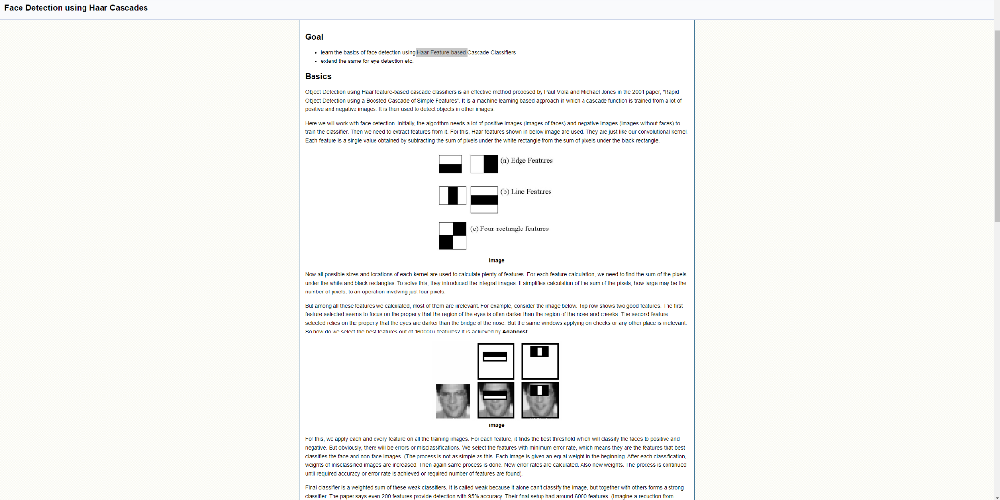 Face Detection using Haar Cascades
Goal
• learn the basics of face detection using Haar Feature-based Cascade Classifiers
• extend the same for eye detection etc.
Basics
Object Detection using Haar feature-based cascade classifiers is an effective method proposed by Paul Viola and Michael Jones in the 2001 paper, "Rapid
Object Detection using a Boosted Cascade of Simple Features". It is a machine learning based approach in which a cascade function is trained from a lot of
positive and negative images. It is then used to detect objects in other images.
Here we will work with face detection. Initially, the algorithm needs a lot of positive images (images of faces) and negative images (images without faces) to
train the classifier. Then we need to extract features from it. For this, Haar features shown in below image are used. They are just like our convolutional kernel.
Each feature is a single value obtained by subtracting the sum of pixels under the white rectangle from the sum of pixels under the black rectangle.
(a) Edge Features
(b) Line Features
(c) Four-rectangle features
image
Now all possible sizes and locations of each kernel are used to calculate plenty of features. For each feature calculation, we need to find the sum of the pixels
under the white and black rectangles. To solve this, they introduced the integral images. It simplifies calculation of the sum of the pixels, how large may be the
number of pixels, to an operation involving just four pixels.
But among all these features we calculated, most of them are irrelevant. For example, consider the image below. Top row shows two good features. The first
feature selected seems to focus on the property that the region of the eyes is often darker than the region of the nose and cheeks. The second feature
selected relies on the property that the eyes are darker than the bridge of the nose. But the same windows applying on cheeks or any other place is irrelevant.
So how do we select the best features out of 160000+ features? It is achieved by Adaboost.
image
For this, we apply each and every feature on all the training images. For each feature, it finds the best threshold which will classify the faces to positive and
negative. But obviously, there will be errors or misclassifications. We select the features with minimum error rate, which means they are the features that best
classifies the face and non-face images. (The process is not as simple as this. Each image is given an equal weight in the beginning. After each classification,
weights of misclassified images are increased. Then again same process is done. New error rates are calculated. Also new weights. The process is continued
until required accuracy or error rate is achieved or required number of features are found).
Final classifier is a weighted sum of these weak classifiers. It is called weak because it alone can't classify the image, but together with others forms a strong
classifier. The paper says even 200 features provide detection with 95% accuracy. Their final setup had around 6000 features. (Imagine a reduction from